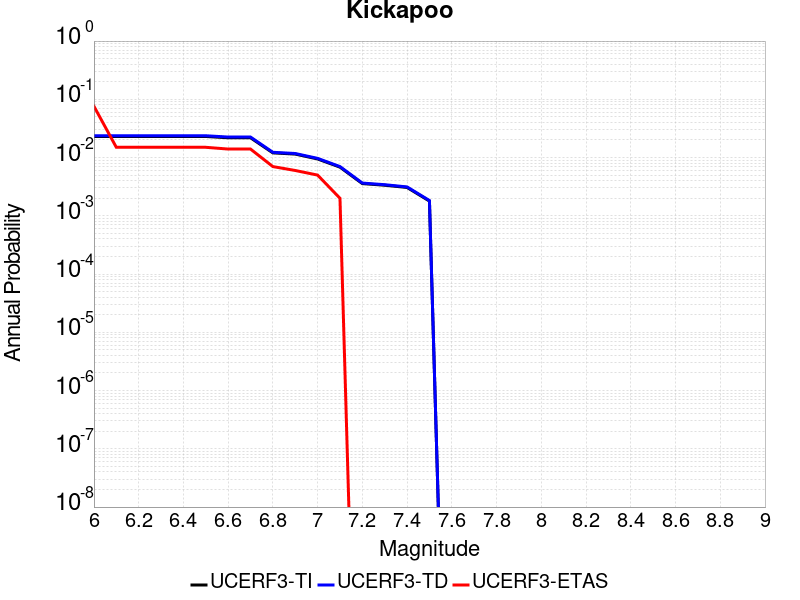 Kickapoo
10^0
10^-1
10^-2
10^-3
10^-4
10^-5
10^-6
10^-7
10^-8
Annual Probability
6 6.2 6.4 6.6 6.8 7 7.2 7.4 7.6 7.8 8 8.2 8.4 8.6 8.8 9
Magnitude
UCERF3-TI UCERF3-TD UCERF3-ETAS